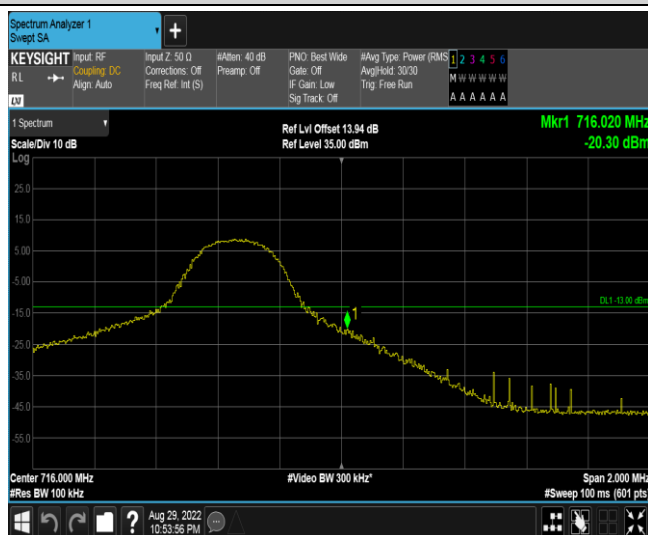 Spectrum Analyzer 1
Swept SA
+
KEYSIGHT Input: RF Input Z: 50 Ω #Atten: 40 dB PNO: Best Wide #Avg Type: Power (RMS 1 2 3 4 5 6
RL Coupling: DC Corrections: Off Preamp: Off Gate: Off Avg|Hold: 30/30 M W W W W W
Align: Auto Freq Ref: Int (S) IF Gain: Low Trig: Free Run
Sig Track: Off A A A A A A
1 Spectrum Ref Lvl Offset 13.94 dB Mkr1 716.020 MHz
Scale/Div 10 dB Ref Level 35.00 dBm -20.30 dBm
Log
25.0
15.0
5.00
-5.00
DL1 -13.00 dBm
-15.0 1
-25.0
-35.0
-45.0
-55.0
Center 716.000 MHz #Video BW 300 kHz* Span 2.000 MHz
#Res BW 100 kHz #Sweep 100 ms (601 pts)
? Aug 29, 2022
10:53:56 PM